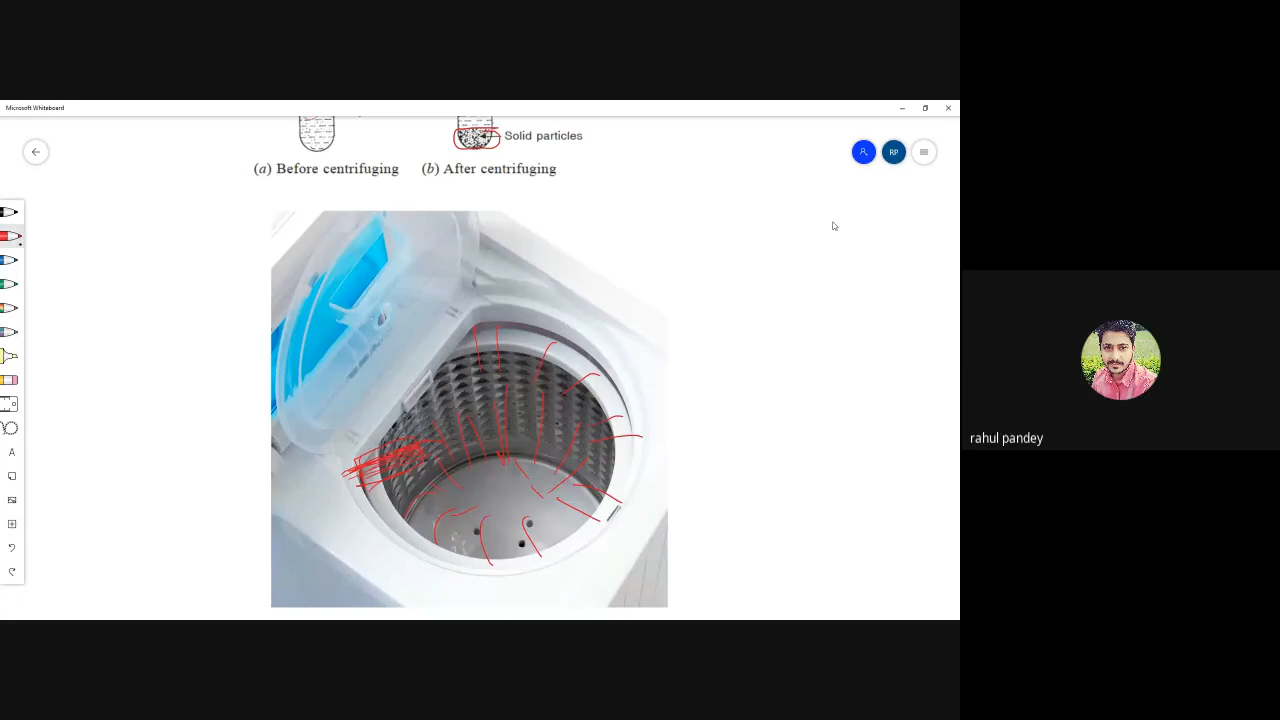 Microsoft Whiteboard
Solid particles
(a) Before centrifuging (b) After centrifuging
RP
A
rahul pandey